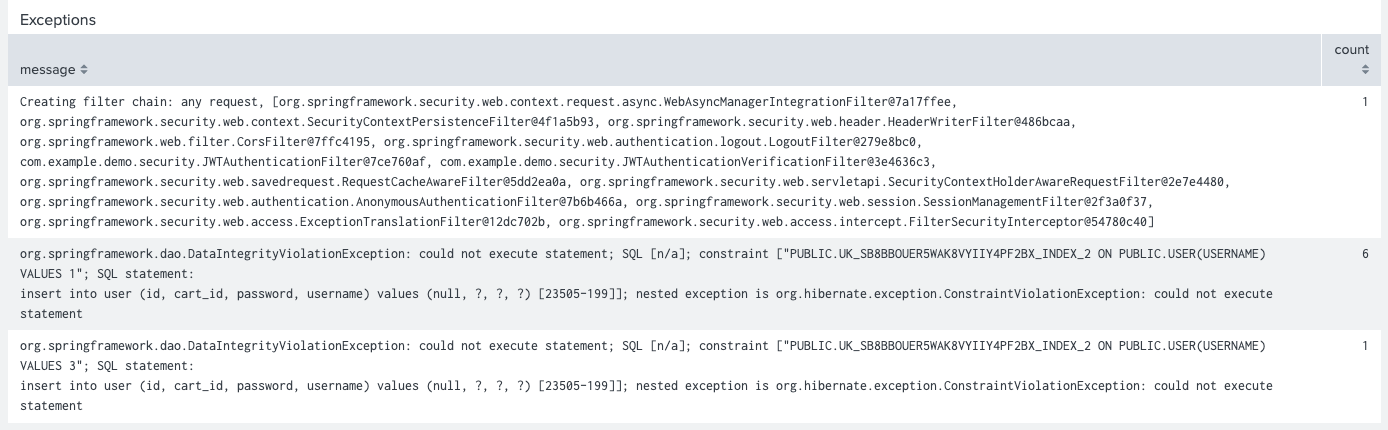 Exceptions
count
message
Creating filter chain: any request, [org.springframework.security.web.context.request.async.WebAsyncManagerIntegrationFilter@7a17ffee, 1
org.springframework.security.web.context.SecurityContextPersistenceFilter@4f1a5b93, org.springframework.security.web.header.HeaderWriterFilter@486bcaa,
org.springframework.web.filter.CorsFilter@7ffc4195, org.springframework.security.web.authentication.logout.LogoutFilter@279e8bc0,
com.example.demo.security.JWTAuthenticationFilter@7ce760af, com.example.demo.security.JWTAuthenticationVerificationFilter@3e4636c3,
org.springframework.security.web.savedrequest.RequestCacheAwareFilter@5dd2ea0a, org.springframework.security.web.servletapi.SecurityContextHolderAwareRequestFilter@2e7e4480,
org.springframework.security.web.authentication.AnonymousAuthenticationFilter@7b6b466a, org.springframework.security.web.session.SessionManagementFilter@2f3a0f37,
org.springframework.security.web.access.ExceptionTranslationFilter@12dc702b, org.springframework.security.web.access.intercept.FilterSecurityInterceptor@54780c40]
org.springframework.dao.DataIntegrityViolationException: could not execute statement; SQL [n/a]; constraint ["PUBLIC.UK_SB8BBOUER5WAK8VYIIY4PF2BX_INDEX_2 ON PUBLIC.USER(USERNAME) 6
VALUES 1"; SQL statement:
insert into user (id, cart_id, password, username) values (null, ?, ?, ?) [23505-199]]; nested exception is org.hibernate.exception.ConstraintViolationException: could not execute
statement
org.springframework.dao.DataIntegrityViolationException: could not execute statement; SQL [n/a]; constraint ["PUBLIC.UK_SB8BBOUER5WAK8VYIIY4PF2BX_INDEX_2 ON PUBLIC.USER(USERNAME) 1
VALUES 3"; SQL statement:
insert into user (id, cart_id, password, username) values (null, ?, ?, ?) [23505-199]]; nested exception is org.hibernate.exception.ConstraintViolationException: could not execute
statement